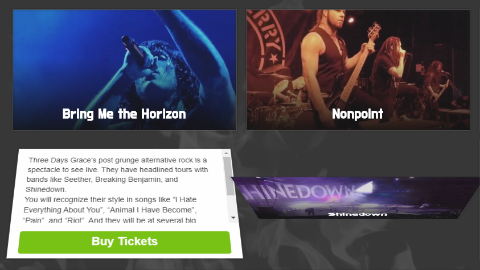 Bring Me the Horizon
RRY
Nonpoint
Three Days Grace's post grunge alternative rock is a
spectacle to see live. They have headlined tours with
bands like Seether, Breaking Benjamin, and
Shinedown.
You will recognize their style in songs like "I Hate
Everything About You", "Animal I Have Become",
"Pain", and "Riot". And they will be at several big
Buy Tickets
SHINEDOWN
Shinedown